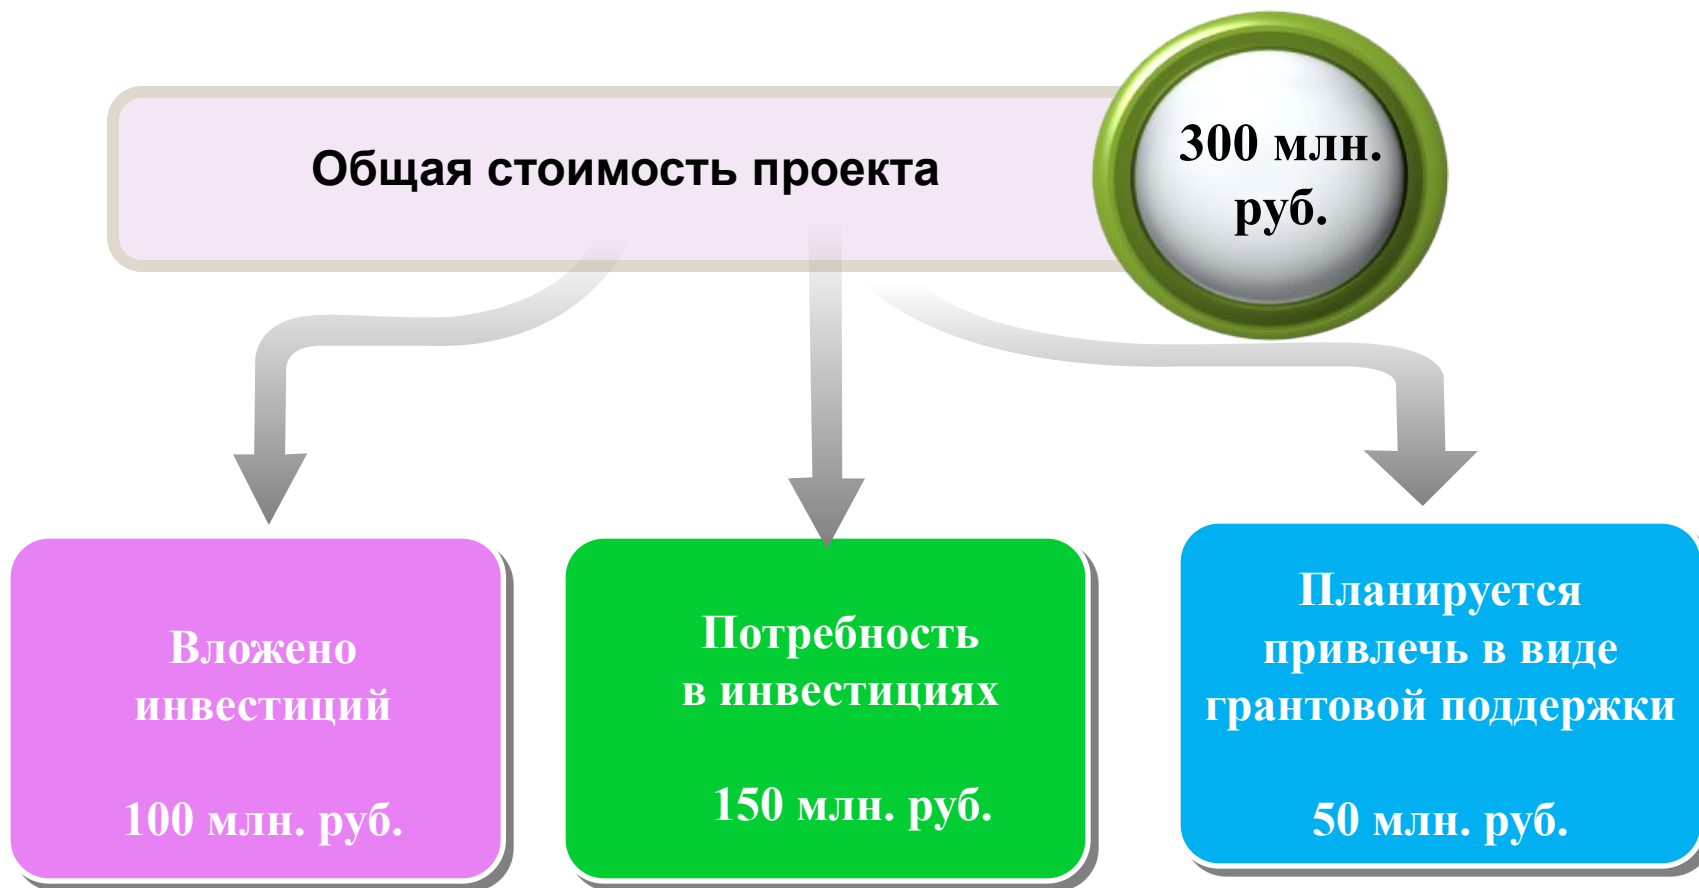 Общая стоимость проекта
300 млн.
руб.
Вложено
инвестиций
100 млн. руб.
Потребность
в инвестициях
150 млн. руб.
Планируется
привлечь в виде
грантовой поддержки
50 млн. руб.